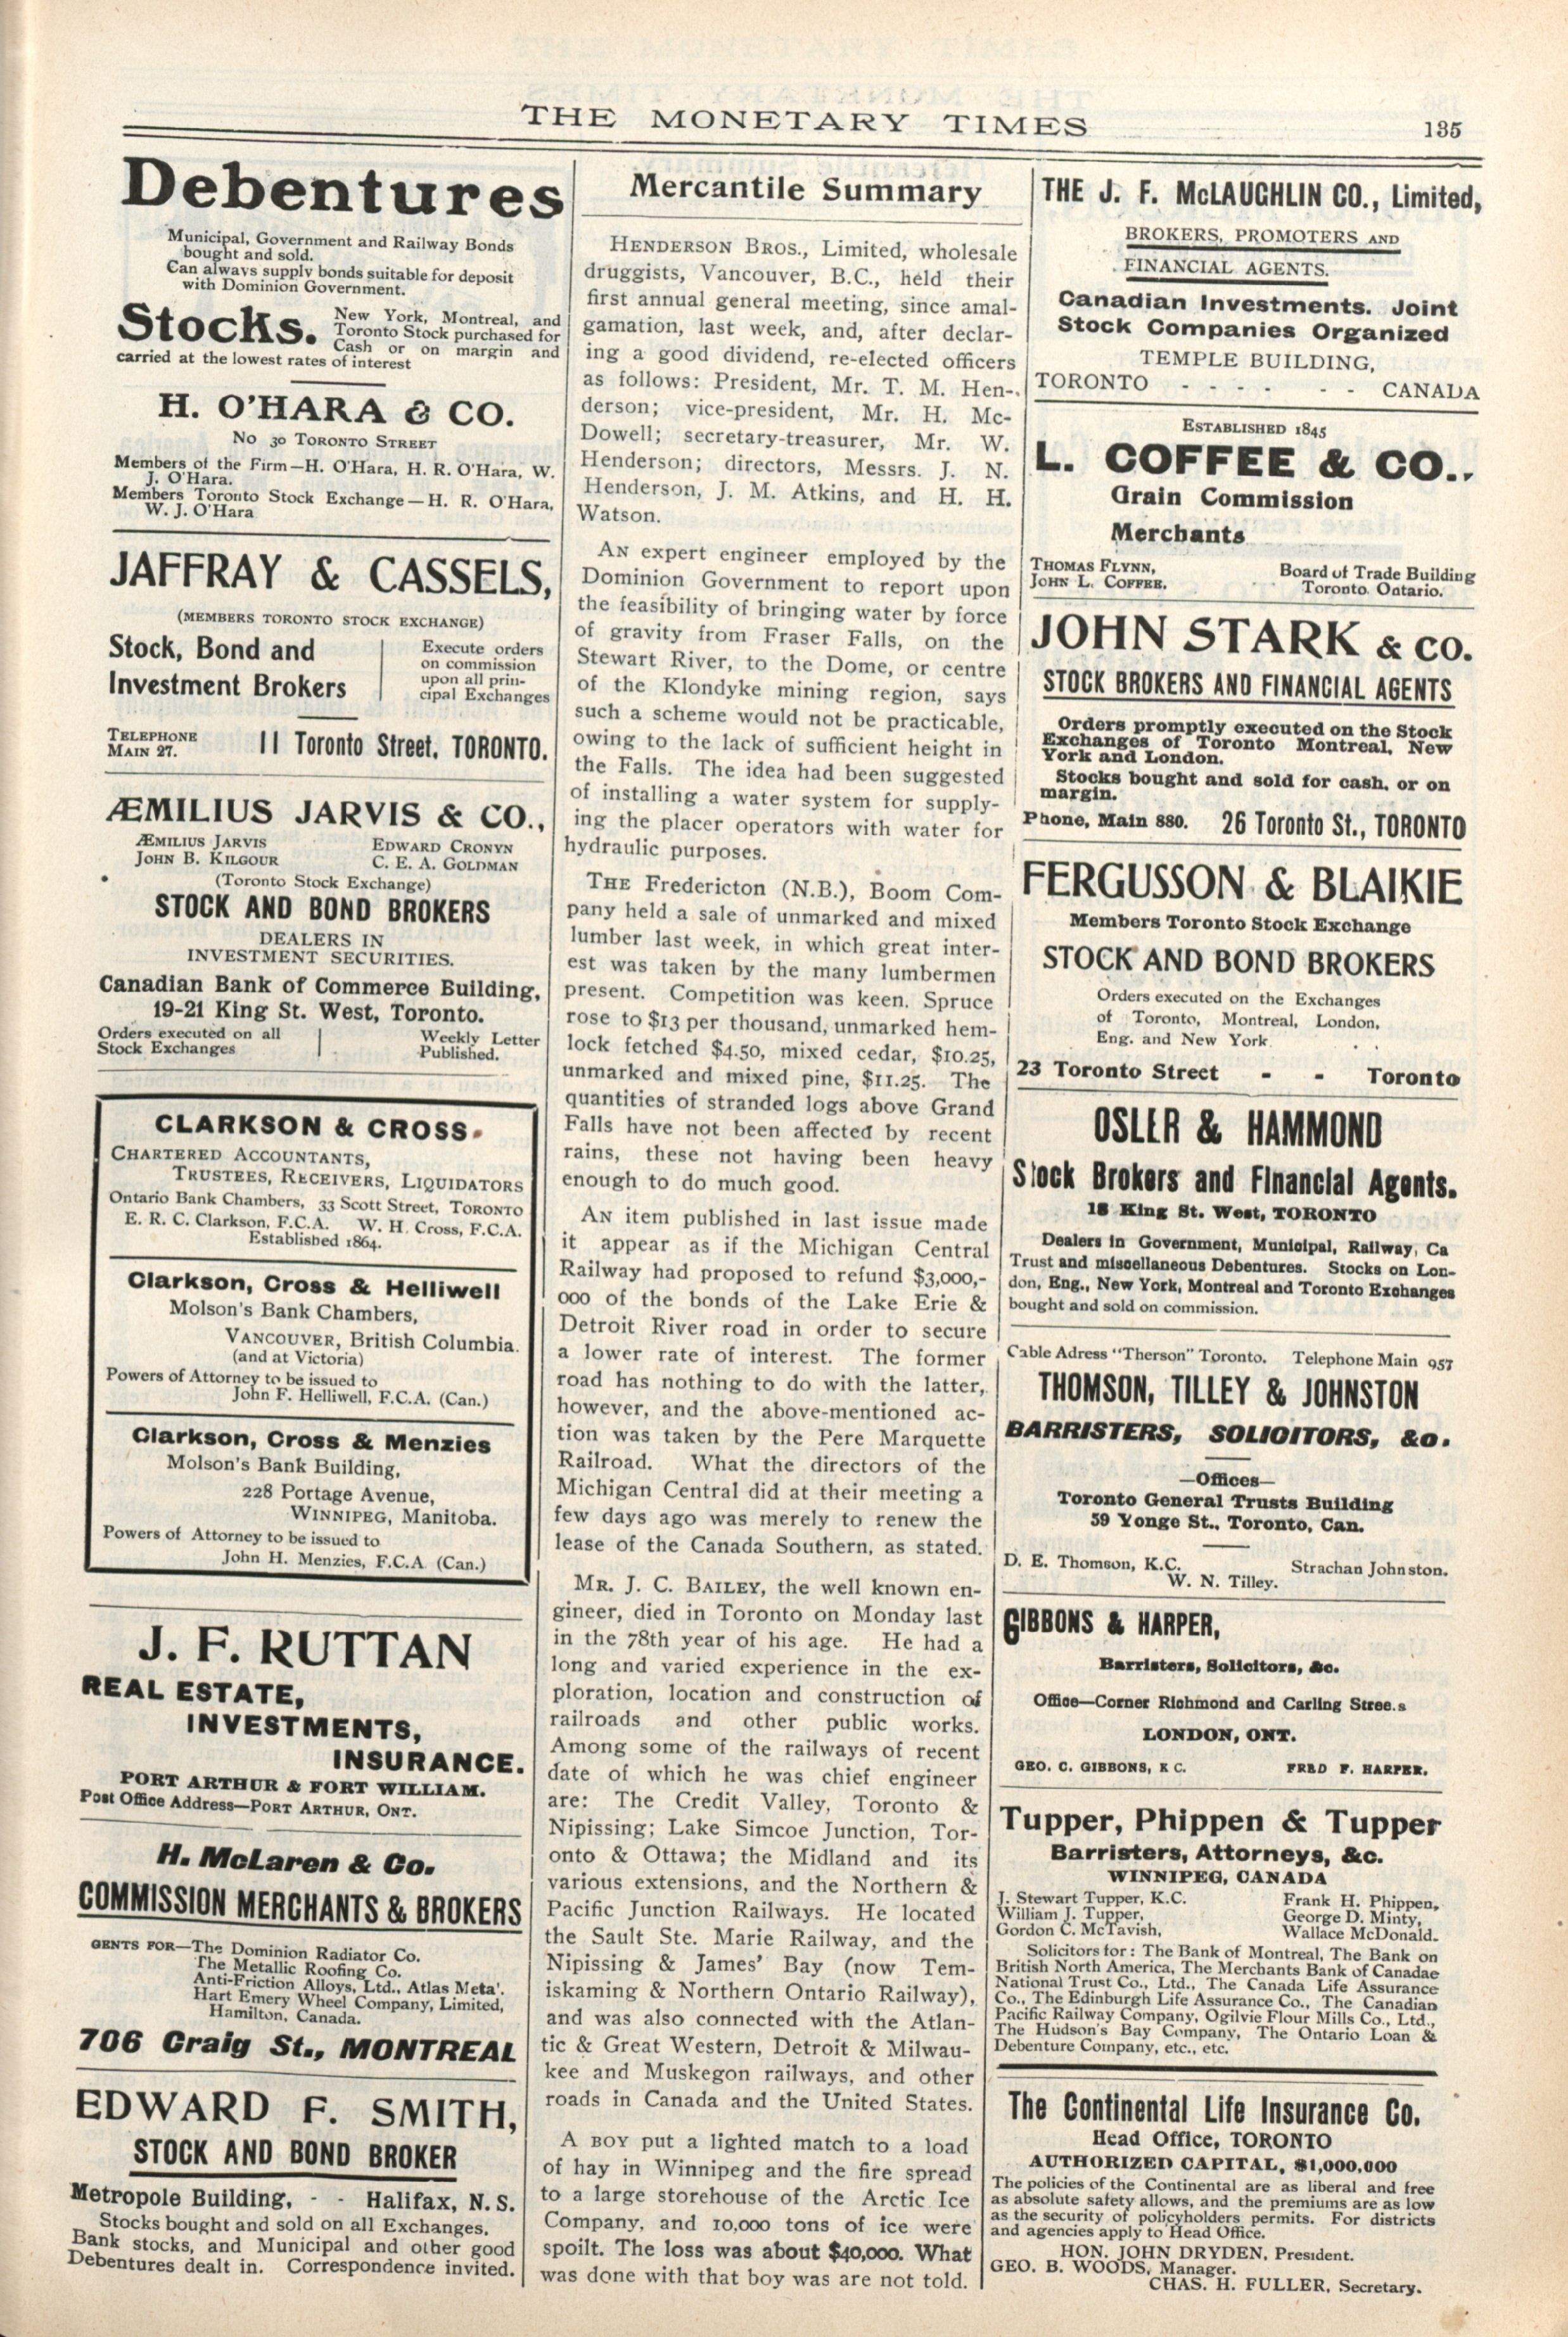 THE MONETARY TIMES
135
Debentures
Municipal, Government and Railway Bonds
bought and sold.
Can always supply bonds suitable for deposit
with Dominion Government.
Stocks.
New York, Montreal, and
Toronto Stock purchased for
Cash or on margin and
carried at the lowest rates of interest
H. O'HARA & CO.
No 30 TORONTO STREET
Members of the Firm—H. O'Hara, H. R. O'Hara, W.
J. O'Hara.
Members Toronto Stock Exchange—H. R. O'Hara,
W. J. O'Hara
JAFFRAY & CASSELS,
(MEMBERS TORONTO STOCK EXCHANGE)
Stock, Bond and
Investment Brokers
Execute orders
on commission
upon all prin-
cipal Exchanges
TELEPHONE
MAIN 27.
11 Toronto Street, TORONTO.
ÆMILIUS JARVIS & CO.,
ÆMILIUS JARVIS EDWARD CRONYN
JOHN B. KILGOUR C. E. A. GOLDMAN
(Toronto Stock Exchange)
STOCK AND BOND BROKERS
DEALERS IN
INVESTMENT SECURITIES.
Canadian Bank of Commerce Building,
19-21 King St. West, Toronto.
Orders executed on all
Stock Exchanges
Weekly Letter
Published.
CLARKSON & CROSS.
CHARTERED ACCOUNTANTS,
TRUSTEES, RECEIVERS, LIQUIDATORS
Ontario Bank Chambers, 33 Scott Street, TORONTO
E. R. C. Clarkson, F.C.A. W. H. Cross, F.C.A.
Established 1864.
Clarkson, Cross & Helliwell
Molson's Bank Chambers,
VANCOUVER, British Columbia.
(and at Victoria)
Powers of Attorney to be issued to
John F. Helliwell, F.C.A. (Can.)
Clarkson, Cross & Menzies
Molson's Bank Building,
228 Portage Avenue,
WINNIPEG, Manitoba.
Powers of Attorney to be issued to
John H. Menzies, F.C.A. (Can.)
J. F. RUTTAN
REAL ESTATE,
INVESTMENTS,
INSURANCE.
PORT ARTHUR & FORT WILLIAM.
Post Office Address—PORT ARTHUR, ONT.
H. McLaren & Co.
COMMISSION MERCHANTS & BROKERS
GENTS FOR—The Dominion Radiator Co.
The Metallic Roofing Co.
Anti-Friction Alloys, Ltd., Atlas Meta'.
Hart Emery Wheel Company, Limited,
Hamilton, Canada.
706 Craig St., MONTREAL
EDWARD F. SMITH,
STOCK AND BOND BROKER
Metropole Building, - - Halifax, N. S.
Stocks bought and sold on all Exchanges.
Bank stocks, and Municipal and other good
Debentures dealt in. Correspondence invited.
Mercantile Summary
HENDERSON BROS., Limited, wholesale
druggists, Vancouver, B.C., held their
first annual general meeting, since amal-
gamation, last week, and, after declar-
ing a good dividend, re-elected officers
as follows: President, Mr. T. M. Hen-
derson; vice-president, Mr. H. Mc-
Dowell; secretary-treasurer, Mr. W.
Henderson; directors, Messrs. J. N.
Henderson, J. M. Atkins, and H. H.
Watson.
AN expert engineer employed by the
Dominion Government to report upon
the feasibility of bringing water by force
of gravity from Fraser Falls, on the
Stewart River, to the Dome, or centre
of the Klondyke mining region, says
such a scheme would not be practicable,
owing to the lack of sufficient height in
the Falls. The idea had been suggested
of installing a water system for supply-
ing the placer operators with water for
hydraulic purposes.
THE Fredericton (N.B.), Boom Com-
pany held a sale of unmarked and mixed
lumber last week, in which great inter-
est was taken by the many lumbermen
present. Competition was keen. Spruce
rose to $13 per thousand, unmarked hem-
lock fetched $4.50, mixed cedar, $10.25,
unmarked and mixed pine, $11.25. The
quantities of stranded logs above Grand
Falls have not been affected by recent
rains, these not having been heavy
enough to do much good.
AN item published in last issue made
it appear as if the Michigan Central
Railway had proposed to refund $3,000,-
000 of the bonds of the Lake Erie &
Detroit River road in order to secure
a lower rate of interest. The former
road has nothing to do with the latter,
however, and the above-mentioned ac-
tion was taken by the Pere Marquette
Railroad. What the directors of the
Michigan Central did at their meeting a
few days ago was merely to renew the
lease of the Canada Southern, as stated.
MR. J. C. BAILEY, the well known en-
gineer, died in Toronto on Monday last
in the 78th year of his age. He had a
long and varied experience in the ex-
ploration, location and construction of
railroads and other public works.
Among some of the railways of recent
date of which he was chief engineer
are: The Credit Valley, Toronto &
Nipissing; Lake Simcoe Junction, Tor-
onto & Ottawa; the Midland and its
various extensions, and the Northern &
Pacific Junction Railways. He located
the Sault Ste. Marie Railway, and the
Nipissing & James' Bay (now Tem-
iskaming & Northern Ontario Railway),
and was also connected with the Atlan-
tic & Great Western, Detroit & Milwau-
kee and Muskegon railways, and other
roads in Canada and the United States.
A BOY put a lighted match to a load
of hay in Winnipeg and the fire spread
to a large storehouse of the Arctic Ice
Company, and 10,000 tons of ice were
spoilt. The loss was about $40,000. What
was done with that boy was are not told.
THE J. F. McLAUGHLIN CO., Limited,
BROKERS, PROMOTERS AND
FINANCIAL AGENTS.
Canadian Investments. Joint
Stock Companies Organized
TEMPLE BUILDING,
TORONTO - - - - - - CANADA
ESTABLISHED 1845
L. COFFEE & CO.,
Grain Commission
Merchants
THOMAS FLYNN,
JOHN L. COFFEE.
Board of Trade Building
Toronto. Ontario.
JOHN STARK & CO.
STOCK BROKERS AND FINANCIAL AGENTS
Orders promptly executed on the Stock
Exchanges of Toronto Montreal, New
York and London.
Stocks bought and sold for cash, or on
margin.
Phone, Main 880. 26 Toronto St., TORONTO
FERGUSSON & BLAIKIE
Members Toronto Stock Exchange
STOCK AND BOND BROKERS
Orders executed on the Exchanges
of Toronto, Montreal, London,
Eng. and New York.
23 Toronto Street - - Toronto
OSLER & HAMMOND
Stock Brokers and Financial Agents.
18 King St. West, TORONTO
Dealers in Government, Municipal, Railway, Ca
Trust and miscellaneous Debentures. Stocks on Lon-
don, Eng., New York, Montreal and Toronto Exchanges
bought and sold on commission.
Cable Adress "Therson" Toronto. Telephone Main 957
THOMSON, TILLEY & JOHNSTON
BARRISTERS, SOLICITORS, &c.
—Offices—
Toronto General Trusts Building
59 Yonge St., Toronto, Can.
D. E. Thomson, K.C. Strachan Johnston.
W. N. Tilley.
GIBBONS & HARPER,
Barristers, Solicitors, &c.
Office—Corner Richmond and Carling Stree.s
LONDON, ONT.
GEO. C. GIBBONS, K C. FRED F. HARPER.
Tupper, Phippen & Tupper
Barristers, Attorneys, &c.
WINNIPEG, CANADA
J. Stewart Tupper, K.C. Frank H. Phippen,
William J. Tupper, George D. Minty,
Gordon C. McTavish, Wallace McDonald.
Solicitors for: The Bank of Montreal, The Bank on
British North America, The Merchants Bank of Canadae
National Trust Co., Ltd., The Canada Life Assurance
Co., The Edinburgh Life Assurance Co., The Canadian
Pacific Railway Company, Ogilvie Flour Mills Co., Ltd.,
The Hudson's Bay Company, The Ontario Loan &
Debenture Company, etc., etc.
The Continental Life Insurance Co.
Head Office, TORONTO
AUTHORIZED CAPITAL, $1,000,000
The policies of the Continental are as liberal and free
as absolute safety allows, and the premiums are as low
as the security of policyholders permits. For districts
and agencies apply to Head Office.
HON. JOHN DRYDEN, President.
GEO. B. WOODS, Manager.
CHAS. H. FULLER, Secretary.